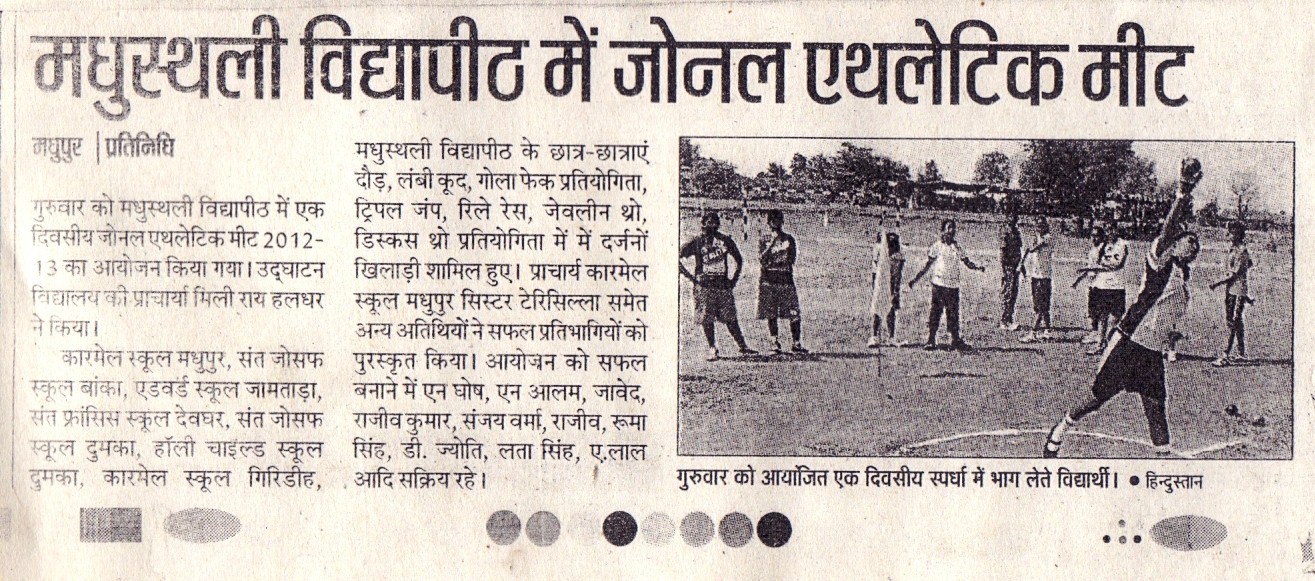 मधुस्थली विद्यापीठ में जोनल एथलेटिक मीट
मधुपुर | प्रतिनिधि
गुरुवार को मधुस्थली विद्यापीठ में एक
दिवसीय जोनल एथलेटिक मीट 2012-
13 का आयोजन किया गया। उद्घाटन
विद्यालय की प्राचार्या मिली राय हलधर
ने किया।
कारमेल स्कूल मधुपुर, संत जोसफ
स्कूल बांका, एडवर्ड स्कूल जामताड़ा,
संत फ्रांसिस स्कूल देवघर, संत जोसफ
स्कूल दुमका, हॉली चाइल्ड स्कूल
दुमका, कारमेल स्कूल गिरिडीह,
मधुस्थली विद्यापीठ के छात्र-छात्राएं
दौड़, लंबी कूद, गोला फेक प्रतियोगिता,
ट्रिपल जंप, रिले रेस, जेवलीन थ्रो,
डिस्कस थ्रो प्रतियोगिता में में दर्जनों
खिलाड़ी शामिल हुए। प्राचार्य कारमेल
स्कूल मधुपुर सिस्टर टेरिसिल्ला समेत
अन्य अतिथियों ने सफल प्रतिभागियों को
पुरस्कृत किया। आयोजन को सफल
बनाने में एन घोष, एन आलम, जावेद,
राजीव कुमार, संजय वर्मा, राजीव, रूमा
सिंह, डी. ज्योति, लता सिंह, ए.लाल
आदि सक्रिय रहे।
गुरुवार को आयोजित एक दिवसीय स्पर्धा में भाग लेते विद्यार्थी। ● हिन्दुस्तान